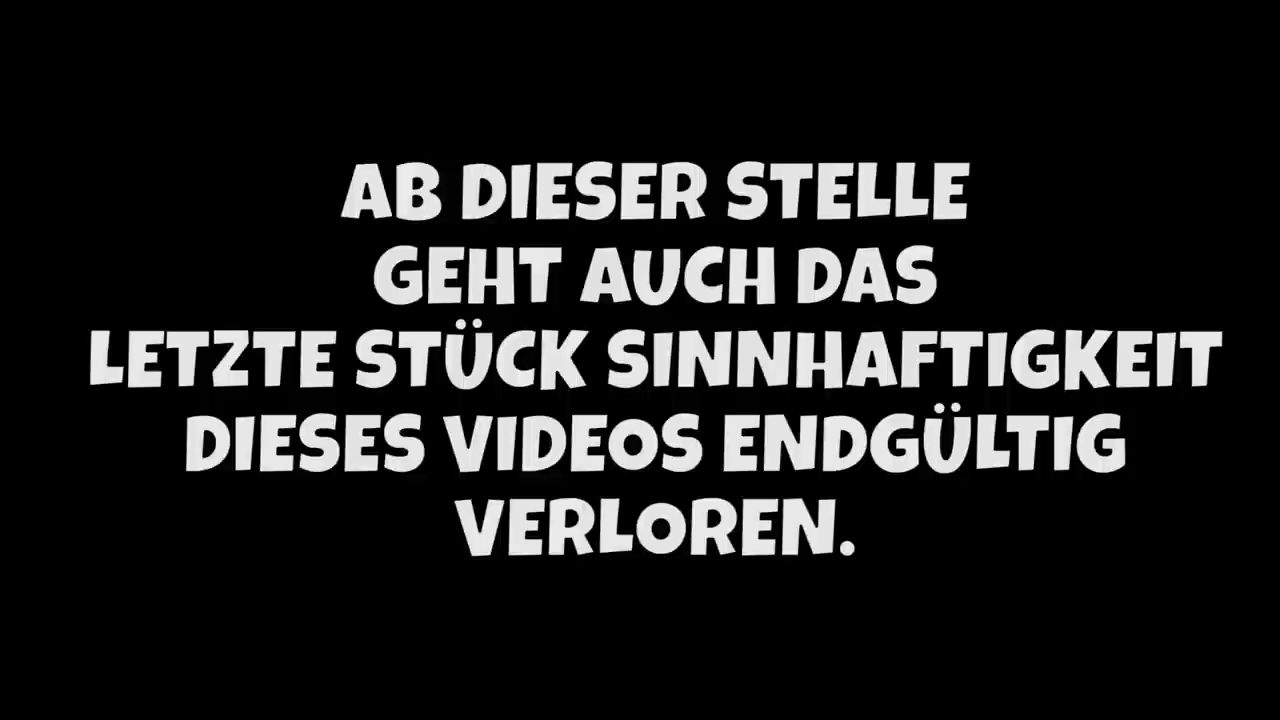 AB DIESER STELLE
GEHT AUCH DAS
LETZTE STÜCK SINNHAFTIGKEIT
DIESES VIDEOS ENDGÜLTIG
VERLOREN.